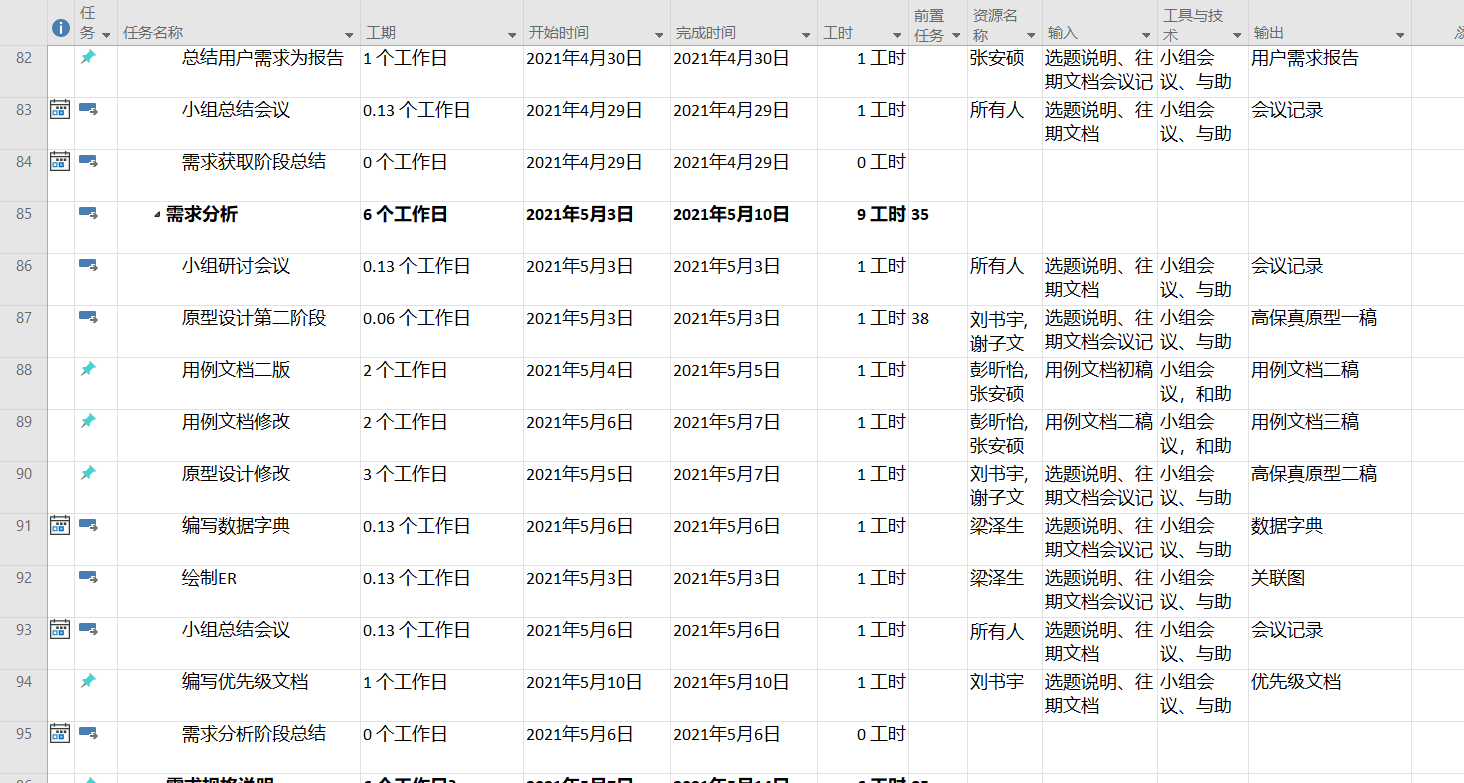 任务 任务名称 工期 开始时间 完成时间 工时 前置任务 资源名称 输入 工具与技术 输出
82 总结用户需求为报告 1 个工作日 2021年4月30日 2021年4月30日 1 工时 张安硕 选题说明、往期文档会议记 小组会议、与助 用户需求报告
83 小组总结会议 0.13 个工作日 2021年4月29日 2021年4月29日 1 工时 所有人 选题说明、往期文档 小组会议、与助 会议记录
84 需求获取阶段总结 0 个工作日 2021年4月29日 2021年4月29日 0 工时
85 需求分析 6 个工作日 2021年5月3日 2021年5月10日 9 工时 35
86 小组研讨会议 0.13 个工作日 2021年5月3日 2021年5月3日 1 工时 所有人 选题说明、往期文档 小组会议、与助 会议记录
87 原型设计第二阶段 0.06 个工作日 2021年5月3日 2021年5月3日 1 工时 38 刘书宇,谢子文 选题说明、往期文档会议记 小组会议、与助 高保真原型一稿
88 用例文档二版 2 个工作日 2021年5月4日 2021年5月5日 1 工时 彭昕怡,张安硕 用例文档初稿 小组会议，和助 用例文档二稿
89 用例文档修改 2 个工作日 2021年5月6日 2021年5月7日 1 工时 彭昕怡,张安硕 用例文档二稿 小组会议，和助 用例文档三稿
90 原型设计修改 3 个工作日 2021年5月5日 2021年5月7日 1 工时 刘书宇,谢子文 选题说明、往期文档会议记 小组会议、与助 高保真原型二稿
91 编写数据字典 0.13 个工作日 2021年5月6日 2021年5月6日 1 工时 梁泽生 选题说明、往期文档会议记 小组会议、与助 数据字典
92 绘制ER 0.13 个工作日 2021年5月3日 2021年5月3日 1 工时 梁泽生 选题说明、往期文档会议记 小组会议、与助 关联图
93 小组总结会议 0.13 个工作日 2021年5月6日 2021年5月6日 1 工时 所有人 选题说明、往期文档 小组会议、与助 会议记录
94 编写优先级文档 1 个工作日 2021年5月10日 2021年5月10日 1 工时 刘书宇 选题说明、往期文档 小组会议、与助 优先级文档
95 需求分析阶段总结 0 个工作日 2021年5月6日 2021年5月6日 0 工时